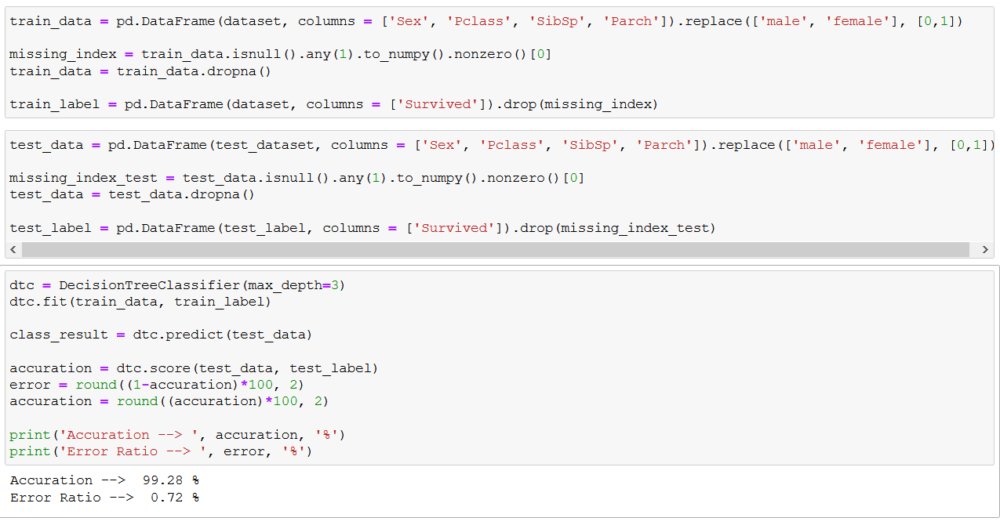 train_data = pd.DataFrame(dataset, columns = ['Sex', 'Pclass', 'SibSp', 'Parch']).replace(['male', 'female'], [0,1])
missing_index = train_data.isnull().any(1).to_numpy().nonzero()[0]
train_data = train_data.dropna()
train_label = pd.DataFrame(dataset, columns = ['Survived']).drop(missing_index)
test_data = pd.DataFrame(test_dataset, columns = ['Sex', 'Pclass', 'SibSp', 'Parch']).replace(['male', 'female'], [0,1])
missing_index_test = test_data.isnull().any(1).to_numpy().nonzero()[0]
test_data = test_data.dropna()
test_label = pd.DataFrame(test_label, columns = ['Survived']).drop(missing_index_test)
dtc = DecisionTreeClassifier(max_depth=3)
dtc.fit(train_data, train_label)
class_result = dtc.predict(test_data)
accuration = dtc.score(test_data, test_label)
error = round((1-accuration)*100, 2)
accuration = round((accuration)*100, 2)
print('Accuration --> ', accuration, '%')
print('Error Ratio --> ', error, '%')
Accuration -->  99.28 %
Error Ratio -->  0.72 %